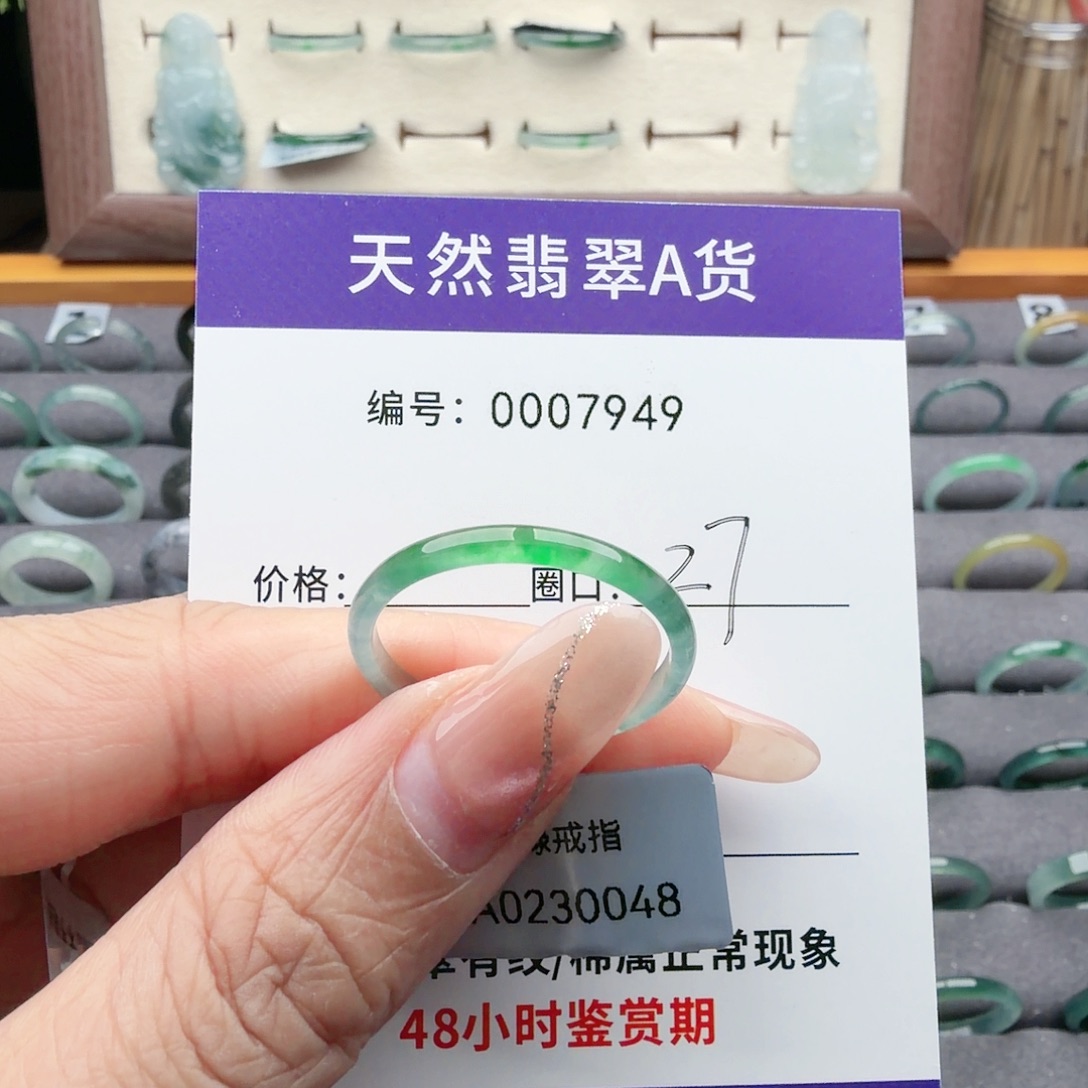 天然翡翠A货
编号：0007949
价格： 圈口： 27
戒指
A0230048
有纹/棉属正常现象
48小时鉴赏期